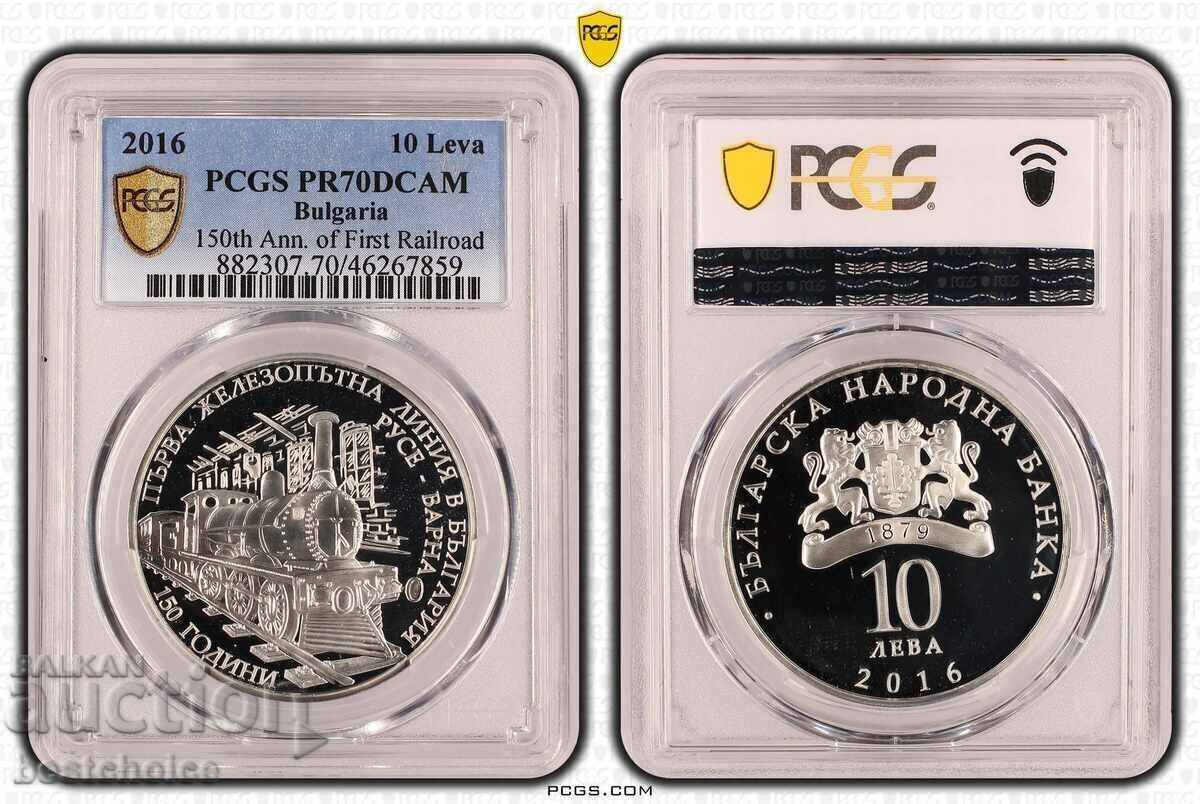 PCGS
2016 10 Leva
PCGS PR70DCAM
Bulgaria
150th Ann. of First Railroad
882307.70/46267859
PCGS
ПЪРВА ЖЕЛЕЗОПЪТНА ЛИНИЯ В БЪЛГАРИЯ
РУСЕ - ВАРНА
150 ГОДИНИ
PCGS
БЪЛГАРСКА НАРОДНА БАНКА
1879
10
ЛЕВА
2016
BALKAN
auction
bestchoice
PCGS.COM